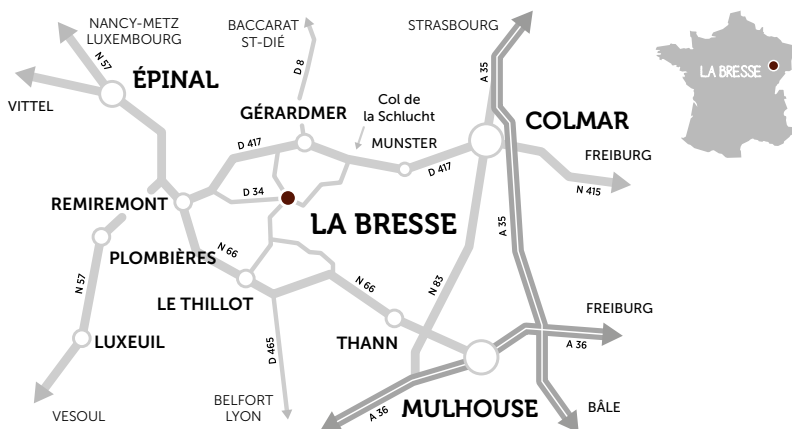 NANCY-METZ
LUXEMBOURG
BACCARAT
ST-DIÉ
STRASBOURG
N 57
D 8
A 35
LA BRESSE
ÉPINAL
VITTEL
GÉRARDMER
Col de
la Schlucht
COLMAR
MUNSTER
D 417
D 417
FREIBURG
N 415
D 34
REMIREMONT
LA BRESSE
A 35
PLOMBIÈRES
N 66
N 57
N 66
N 83
LE THILLOT
FREIBURG
THANN
LUXEUIL
D 465
A 36
BELFORT
LYON
A 36
MULHOUSE
BÂLE
VESOUL